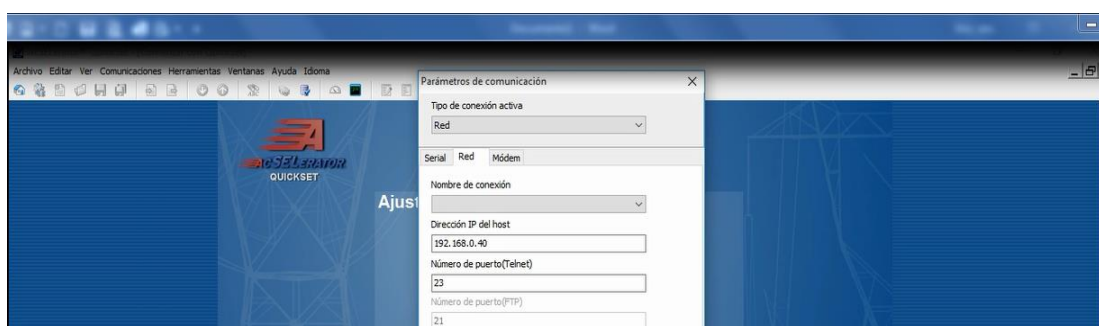 Archivo Editar Ver Comunicaciones Herramientas Ventanas Ayuda Idioma
Parámetros de comunicación
Tipo de conexión activa
Red
Serial Red Módem
ACSELERATOR
QUICKSET
Nombre de conexión
Ajust
Dirección IP del host
192.168.0.40
Número de puerto(Telnet)
23
Número de puerto(FTP)
21